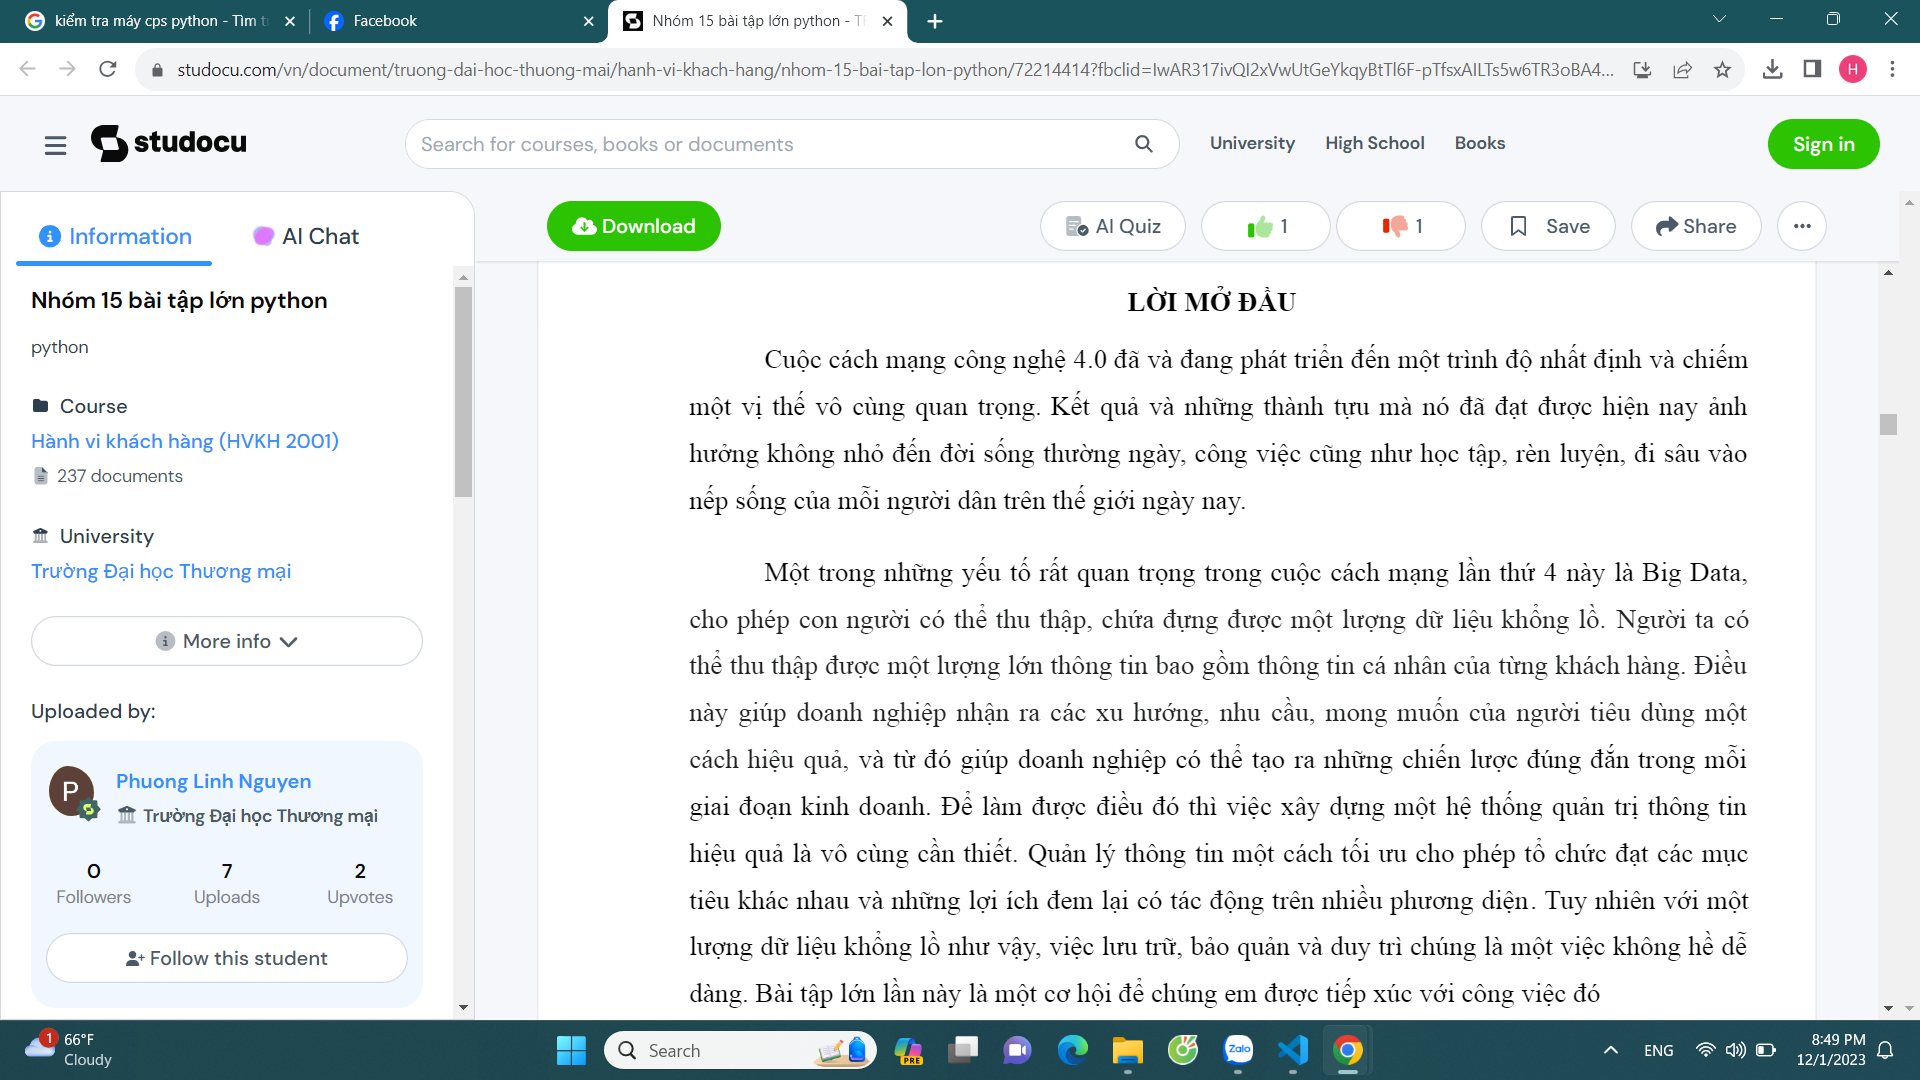 kiểm tra máy cps python - Tìm t
Facebook
Nhóm 15 bài tập lớn python - T
studocu.com/vn/document/truong-dai-hoc-thuong-mai/hanh-vi-khach-hang/nhom-15-bai-tap-lon-python/72214414?fbclid=IwAR317ivQI2xVwUtGeYkqyBtTl6F-pTfsxAILTs5w6TR3oBA4...
H
studocu
Search for courses, books or documents
University
High School
Books
Sign in
Information
AI Chat
Download
AI Quiz
1
1
Save
Share
Nhóm 15 bài tập lớn python
python
Course
Hành vi khách hàng (HVKH 2001)
237 documents
University
Trường Đại học Thương mại
More info
Uploaded by:
P
Phuong Linh Nguyen
Trường Đại học Thương mại
0 7 2
Followers Uploads Upvotes
Follow this student
LỜI MỞ ĐẦU
Cuộc cách mạng công nghệ 4.0 đã và đang phát triển đến một trình độ nhất định và chiếm
một vị thế vô cùng quan trọng. Kết quả và những thành tựu mà nó đã đạt được hiện nay ảnh
hưởng không nhỏ đến đời sống thường ngày, công việc cũng như học tập, rèn luyện, đi sâu vào
nếp sống của mỗi người dân trên thế giới ngày nay.
Một trong những yếu tố rất quan trọng trong cuộc cách mạng lần thứ 4 này là Big Data,
cho phép con người có thể thu thập, chứa đựng được một lượng dữ liệu khổng lồ. Người ta có
thể thu thập được một lượng lớn thông tin bao gồm thông tin cá nhân của từng khách hàng. Điều
này giúp doanh nghiệp nhận ra các xu hướng, nhu cầu, mong muốn của người tiêu dùng một
cách hiệu quả, và từ đó giúp doanh nghiệp có thể tạo ra những chiến lược đúng đắn trong mỗi
giai đoạn kinh doanh. Để làm được điều đó thì việc xây dựng một hệ thống quản trị thông tin
hiệu quả là vô cùng cần thiết. Quản lý thông tin một cách tối ưu cho phép tổ chức đạt các mục
tiêu khác nhau và những lợi ích đem lại có tác động trên nhiều phương diện. Tuy nhiên với một
lượng dữ liệu khổng lồ như vậy, việc lưu trữ, bảo quản và duy trì chúng là một việc không hề dễ
dàng. Bài tập lớn lần này là một cơ hội để chúng em được tiếp xúc với công việc đó
1
66°F
Cloudy
Search
PRE
Zalo
ENG
8:49 PM
12/1/2023